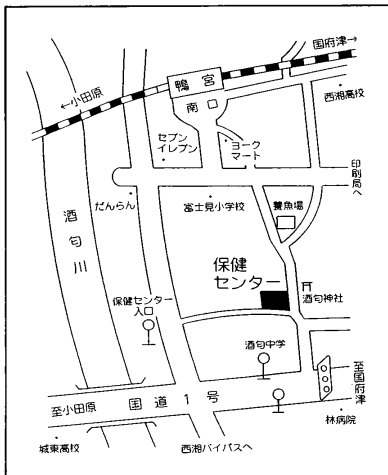 国府津→
鴨宮
←小田原
南
西湘高校
セブン
イレブン
ヨーク
マート
印刷局へ
だんらん
富士見小学校
養魚場
酒匂川
保健
センター
保健センター
入口
酒匂神社
酒匂中学
至小田原
国道1号
至国府津
林病院
城東高校
西湘バイパスへ